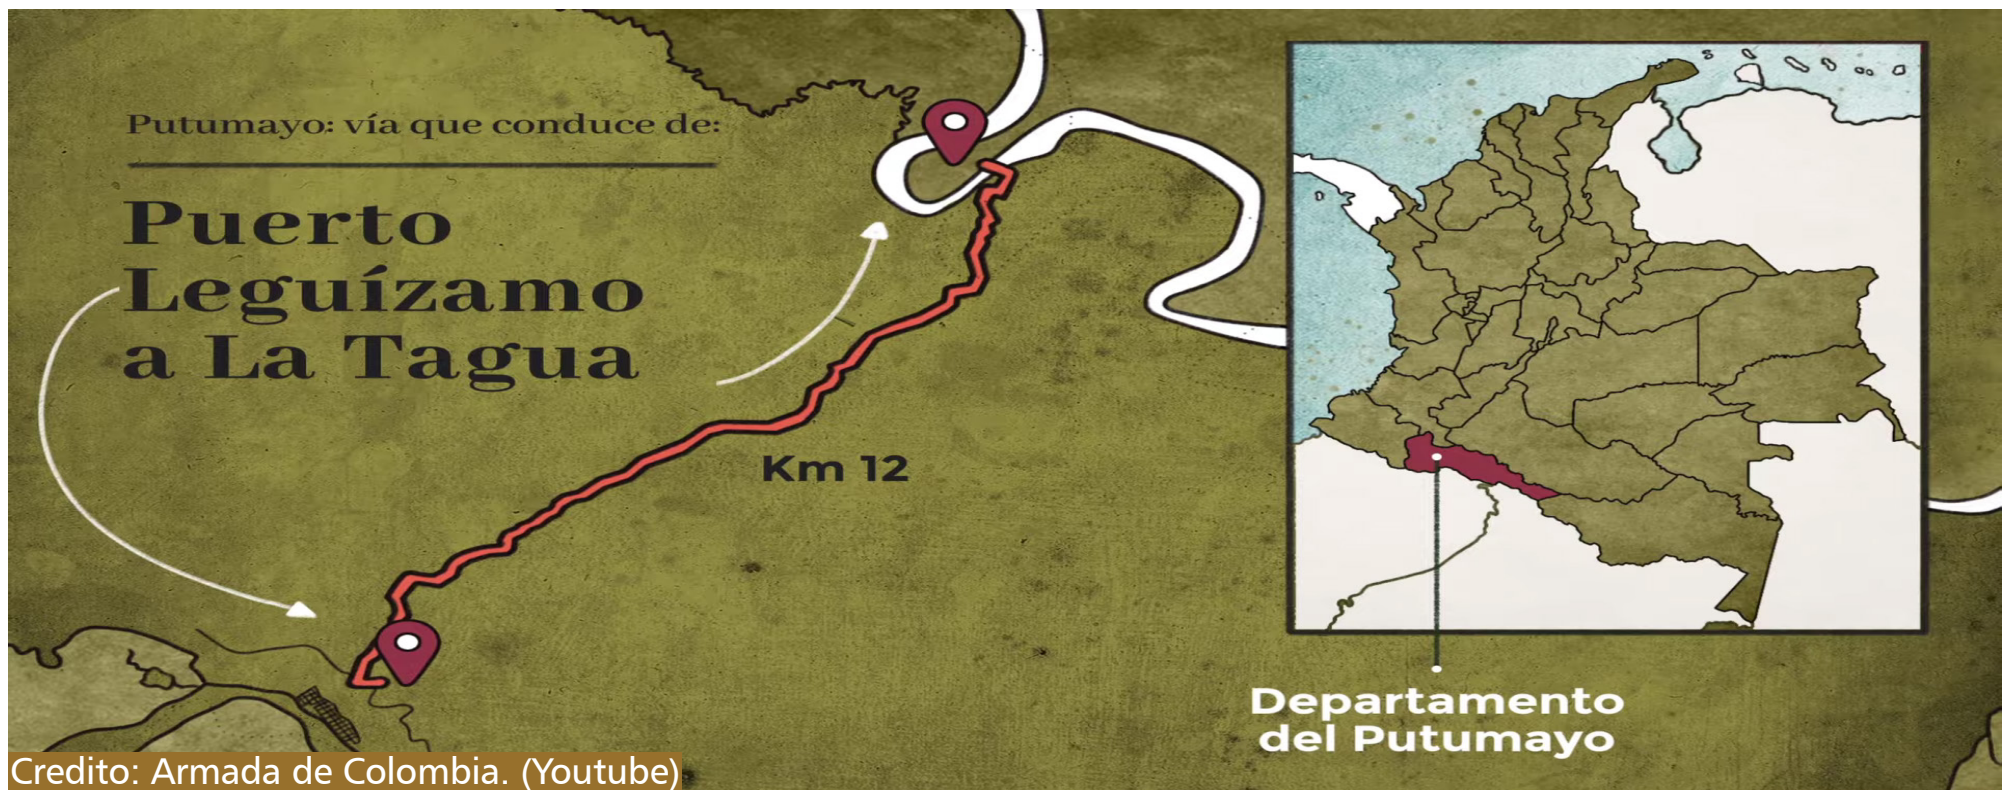 Putumayo: vía que conduce de:
Puerto
Leguízamo
a La Tagua
Km 12
Departamento
del Putumayo
Credito: Armada de Colombia. (Youtube)